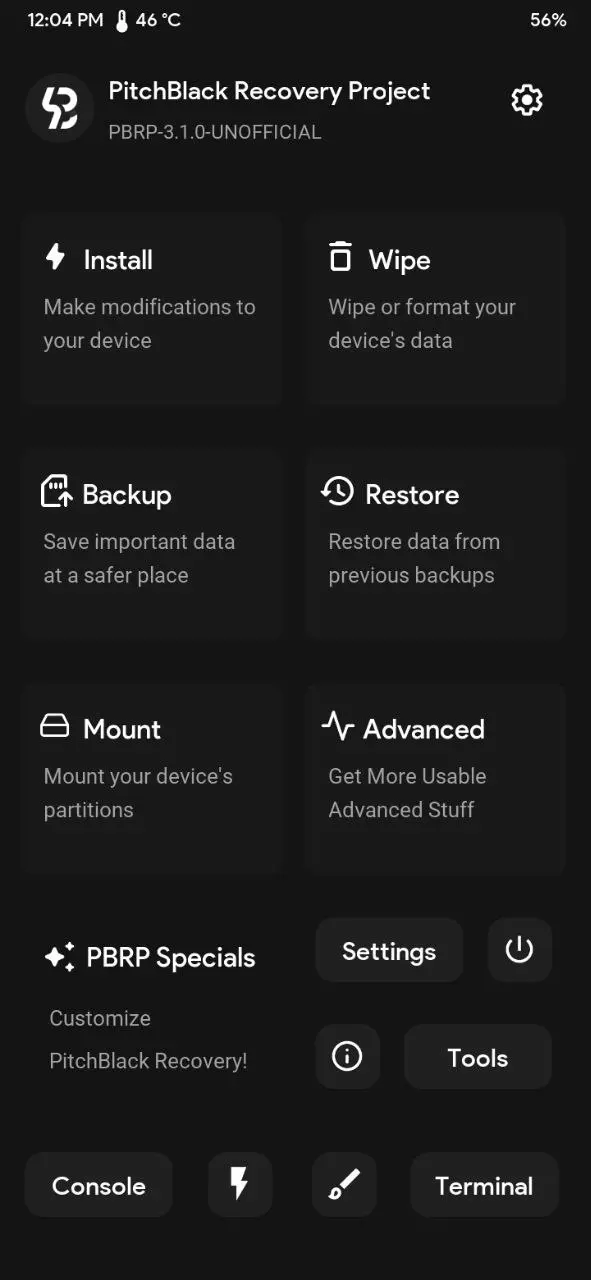 12:04 PM 46 °C 56%
PitchBlack Recovery Project
PBRP-3.1.0-UNOFFICIAL
Install
Make modifications to
your device
Wipe
Wipe or format your
device's data
Backup
Save important data
at a safer place
Restore
Restore data from
previous backups
Mount
Mount your device's
partitions
Advanced
Get More Usable
Advanced Stuff
PBRP Specials
Customize
PitchBlack Recovery!
Settings
Tools
Console
Terminal